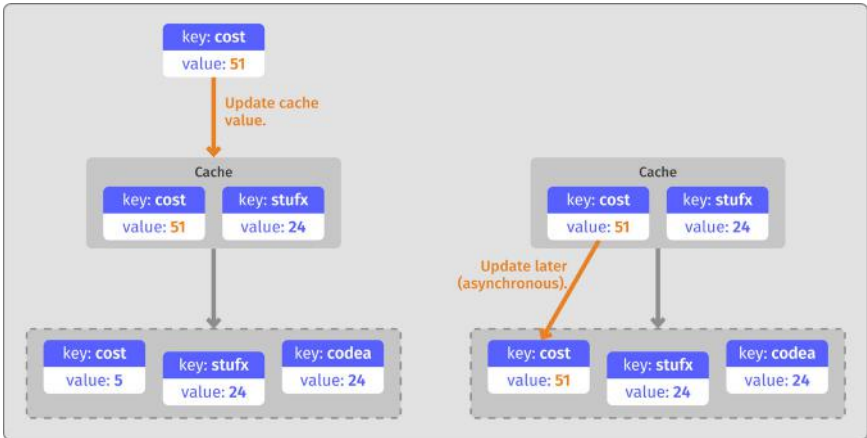 key: cost
value: 51
Update cache
value.
Cache
key: cost
value: 51
key: stufx
value: 24
key: cost
value: 5
key: stufx
value: 24
key: codea
value: 24
Cache
key: cost
value: 51
key: stufx
value: 24
Update later
(asynchronous).
key: cost
value: 51
key: stufx
value: 24
key: codea
value: 24